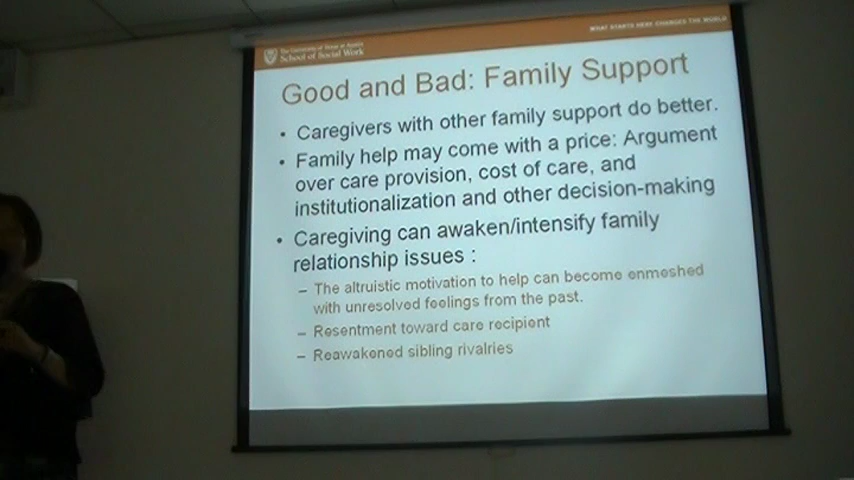 The University of Texas at Austin
School of Social Work
WHAT STARTS HERE CHANGES THE WORLD
Good and Bad: Family Support
• Caregivers with other family support do better.
• Family help may come with a price: Argument
over care provision, cost of care, and
institutionalization and other decision-making
• Caregiving can awaken/intensify family
relationship issues :
– The altruistic motivation to help can become enmeshed
with unresolved feelings from the past.
– Resentment toward care recipient
– Reawakened sibling rivalries